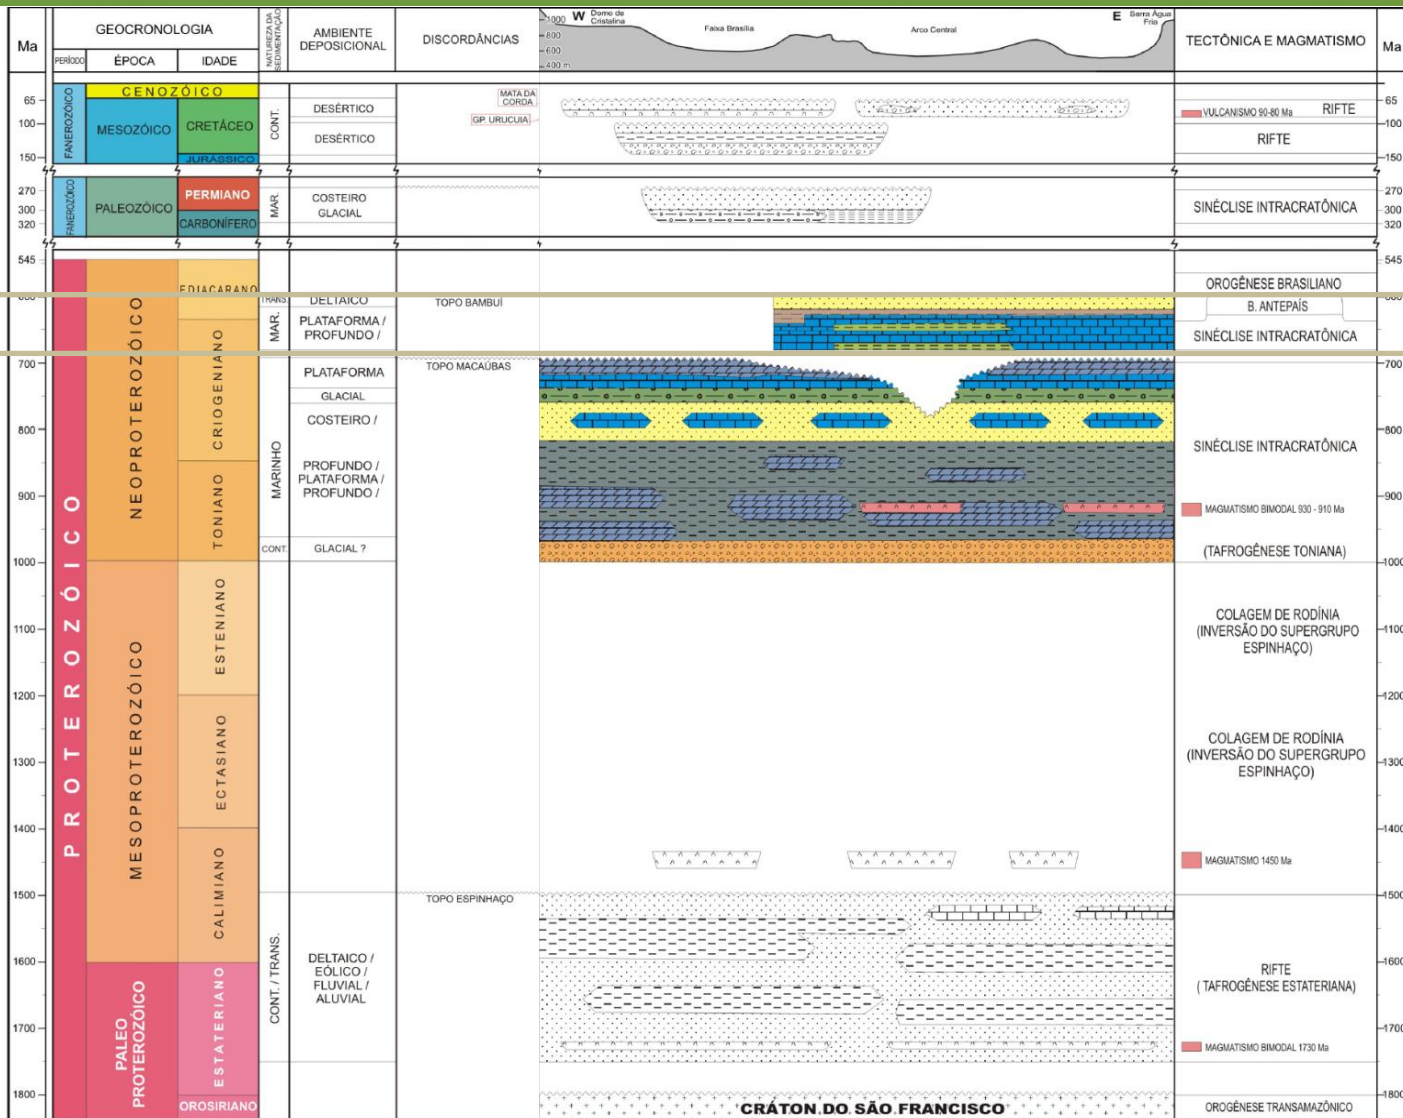 Ma
GEOCRONOLOGIA
PERÍODO
ÉPOCA
IDADE
NATUREZA DA
SEDIMENTAÇÃO
AMBIENTE
DEPOSICIONAL
DISCORDÂNCIAS
1000
800
600
400 m
W
Domo de
Cristalina
Faixa Brasília
Arco Central
E
Serra Água
Fria
TECTÔNICA E MAGMATISMO
Ma
65
100
150
FANEROZÓICO
CENOZÓICO
MESOZÓICO
CRETÁCEO
JURÁSSICO
CONT.
DESÉRTICO
DESÉRTICO
MATA DA
CORDA
GP. URUCUIA
VULCANISMO 90-80 Ma
RIFTE
RIFTE
65
100
150
270
300
320
FANEROZÓICO
PALEOZÓICO
PERMIANO
CARBONÍFERO
MAR.
COSTEIRO
GLACIAL
SINÉCLISE INTRACRATÔNICA
270
300
320
545
PROTEROZÓICO
NEOPROTEROZÓICO
EDIACARANO
OROGÊNESE BRASILIANO
545
TRANS.
DELTAICO
TOPO BAMBUÍ
B. ANTEPAÍS
MAR.
PLATAFORMA /
PROFUNDO /
SINÉCLISE INTRACRATÔNICA
700
CRIOGENIANO
MARINHO
PLATAFORMA
TOPO MACAÚBAS
700
GLACIAL
COSTEIRO /
800
800
SINÉCLISE INTRACRATÔNICA
PROFUNDO /
PLATAFORMA /
PROFUNDO /
900
TONIANO
MAGMATISMO BIMODAL 930 - 910 Ma
900
CONT.
GLACIAL ?
(TAFROGÊNESE TONIANA)
1000
1000
MESOPROTEROZÓICO
ESTENIANO
COLAGEM DE RODÍNIA
(INVERSÃO DO SUPERGRUPO
ESPINHAÇO)
1100
1100
1200
1200
ECTASIANO
COLAGEM DE RODÍNIA
(INVERSÃO DO SUPERGRUPO
ESPINHAÇO)
1300
1300
1400
1400
CALIMIANO
MAGMATISMO 1450 Ma
1500
TOPO ESPINHAÇO
1500
CONT. / TRANS.
DELTAICO /
EÓLICO /
FLUVIAL /
ALUVIAL
1600
1600
PALEO
PROTEROZÓICO
ESTATERIANO
RIFTE
( TAFROGÊNESE ESTATERIANA)
1700
1700
MAGMATISMO BIMODAL 1730 Ma
1800
1800
OROSIRIANO
CRÁTON DO SÃO FRANCISCO
OROGÊNESE TRANSAMAZÔNICO